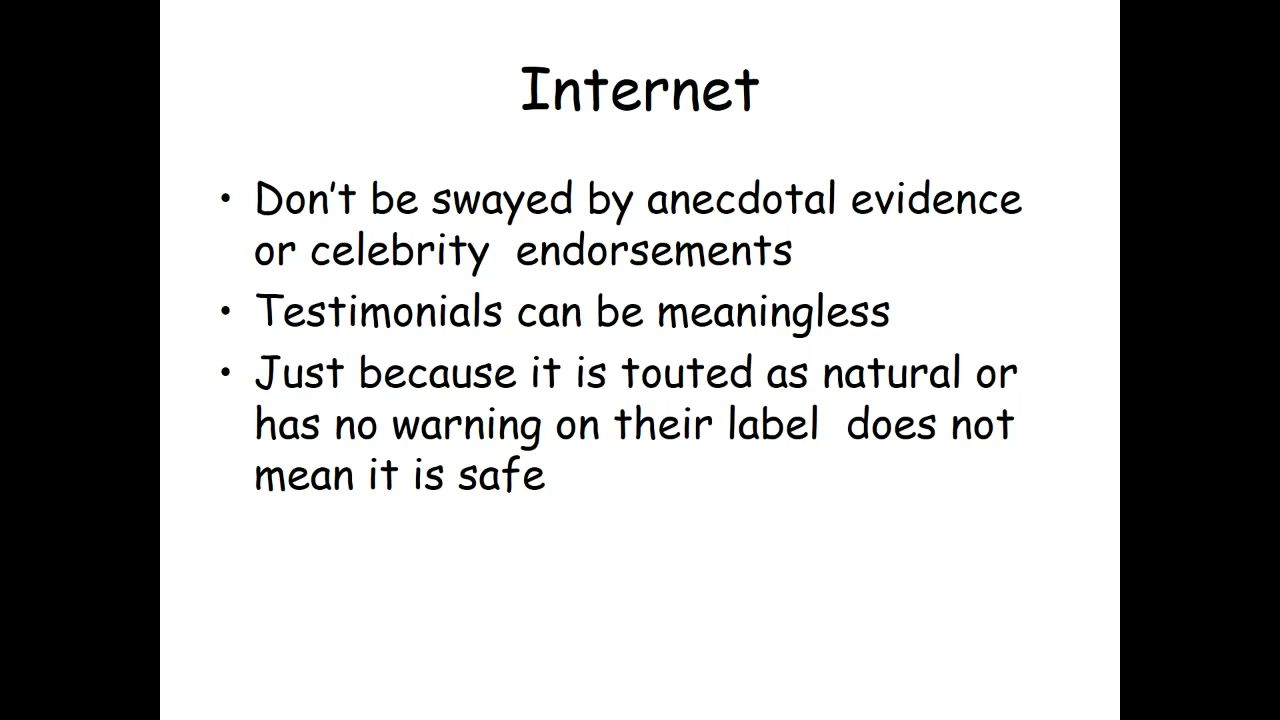 Internet
• Don't be swayed by anecdotal evidence
or celebrity  endorsements
• Testimonials can be meaningless
• Just because it is touted as natural or
has no warning on their label  does not
mean it is safe